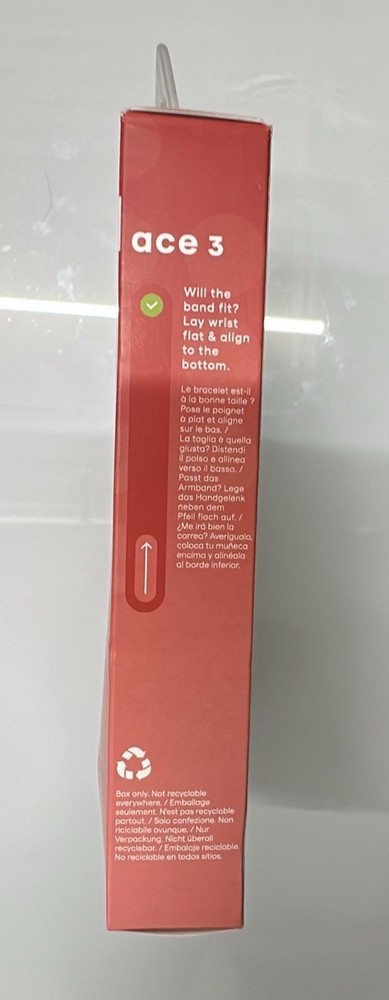 ace 3
Will the
band fit?
Lay wrist
flat & align
to the
bottom.
Le bracelet est-il
à la bonne taille ?
Pose le poignet
à plat et aligne
sur le bas. /
La taglia è quella
giusta? Distendi
il polso e allinea
verso il basso. /
Passt das
Armband? Lege
das Handgelenk
neben dem
Pfeil flach auf. /
¿Me irá bien la
correa? Averígualo,
coloca tu muñeca
encima y alinéala
al borde inferior.
Box only. Not recyclable
everywhere. / Emballage
seulement. N'est pas recyclable
partout. / Solo confezione. Non
riciclabile ovunque. / Nur
Verpackung. Nicht überall
recycelbar. / Embalaje reciclable.
No reciclable en todos sitios.